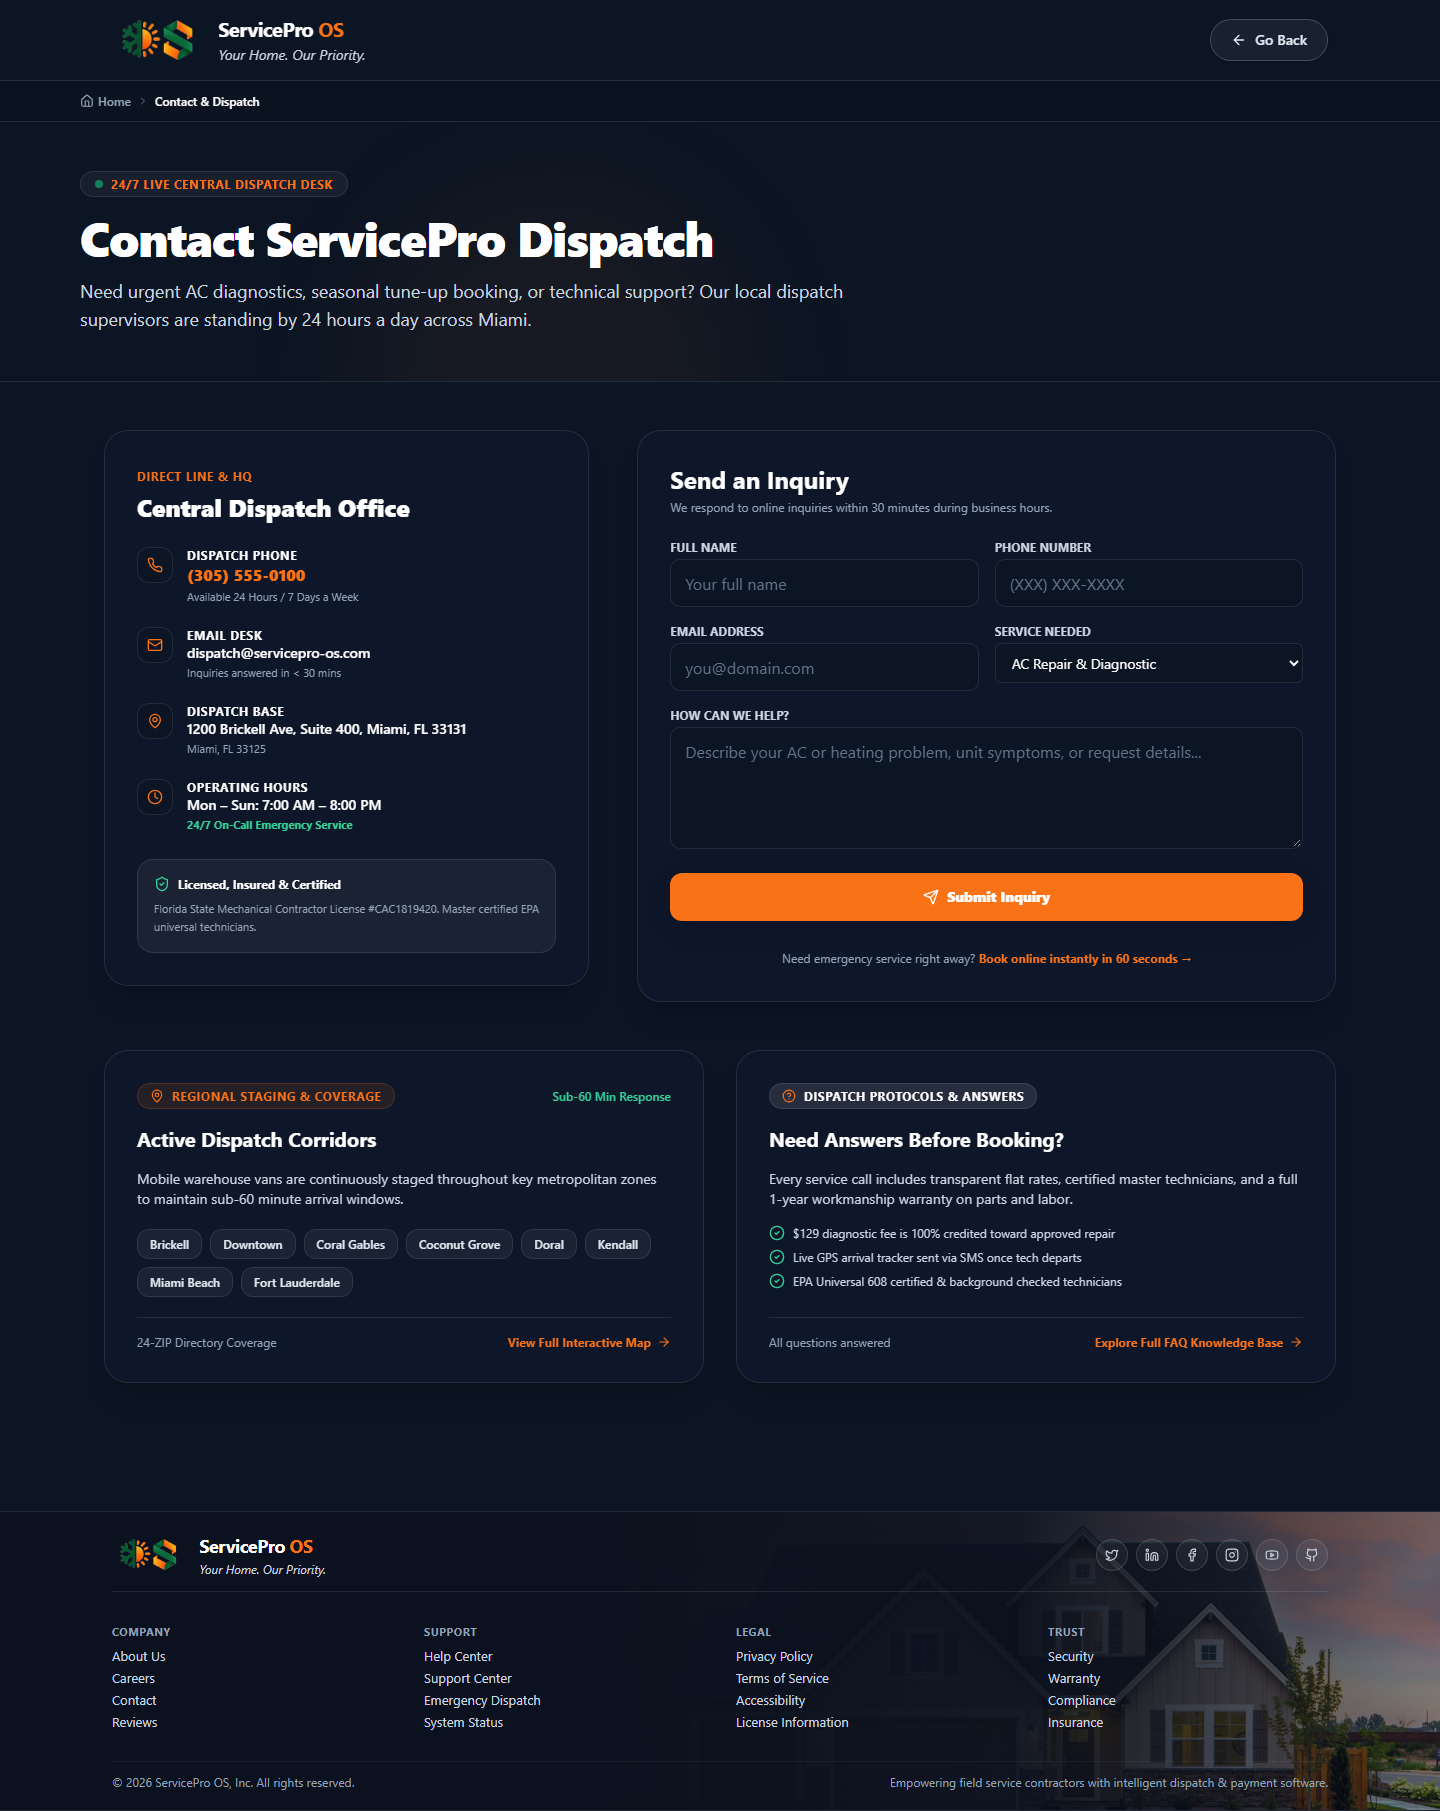 ServicePro OS
Your Home. Our Priority.
Go Back
Home
Contact & Dispatch
24/7 LIVE CENTRAL DISPATCH DESK
Contact ServicePro Dispatch
Need urgent AC diagnostics, seasonal tune-up booking, or technical support? Our local dispatch
supervisors are standing by 24 hours a day across Miami.
DIRECT LINE & HQ
Central Dispatch Office
DISPATCH PHONE
(305) 555-0100
Available 24 Hours / 7 Days a Week
EMAIL DESK
dispatch@servicepro-os.com
Inquiries answered in < 30 mins
DISPATCH BASE
1200 Brickell Ave, Suite 400, Miami, FL 33131
Miami, FL 33125
OPERATING HOURS
Mon – Sun: 7:00 AM – 8:00 PM
24/7 On-Call Emergency Service
Licensed, Insured & Certified
Florida State Mechanical Contractor License #CAC1819420. Master certified EPA
universal technicians.
Send an Inquiry
We respond to online inquiries within 30 minutes during business hours.
FULL NAME
Your full name
PHONE NUMBER
(XXX) XXX-XXXX
EMAIL ADDRESS
you@domain.com
SERVICE NEEDED
AC Repair & Diagnostic
HOW CAN WE HELP?
Describe your AC or heating problem, unit symptoms, or request details...
Submit Inquiry
Need emergency service right away? Book online instantly in 60 seconds →
REGIONAL STAGING & COVERAGE
Sub-60 Min Response
Active Dispatch Corridors
Mobile warehouse vans are continuously staged throughout key metropolitan zones
to maintain sub-60 minute arrival windows.
Brickell
Downtown
Coral Gables
Coconut Grove
Doral
Kendall
Miami Beach
Fort Lauderdale
24-ZIP Directory Coverage
View Full Interactive Map →
DISPATCH PROTOCOLS & ANSWERS
Need Answers Before Booking?
Every service call includes transparent flat rates, certified master technicians, and a full
1-year workmanship warranty on parts and labor.
$129 diagnostic fee is 100% credited toward approved repair
Live GPS arrival tracker sent via SMS once tech departs
EPA Universal 608 certified & background checked technicians
All questions answered
Explore Full FAQ Knowledge Base →
ServicePro OS
Your Home. Our Priority.
COMPANY
About Us
Careers
Contact
Reviews
SUPPORT
Help Center
Support Center
Emergency Dispatch
System Status
LEGAL
Privacy Policy
Terms of Service
Accessibility
License Information
TRUST
Security
Warranty
Compliance
Insurance
© 2026 ServicePro OS, Inc. All rights reserved.
Empowering field service contractors with intelligent dispatch & payment software.